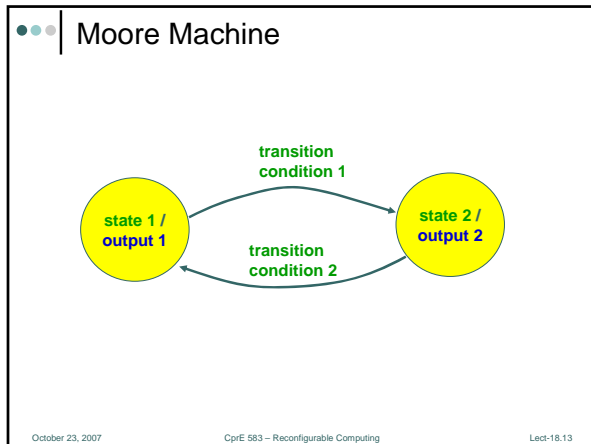 Moore Machine
transition
condition 1
state 1 /
output 1
state 2 /
output 2
transition
condition 2
October 23, 2007
CprE 583 – Reconfigurable Computing
Lect-18.13